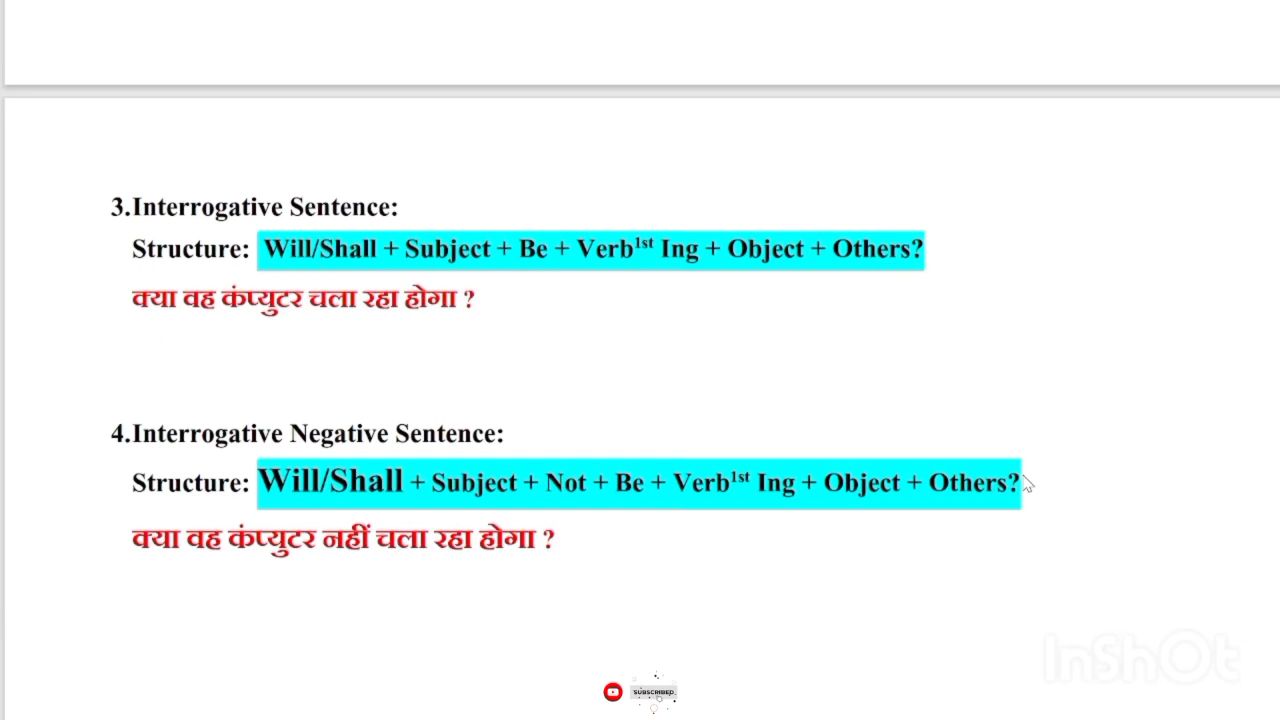 3.Interrogative Sentence:
Structure: Will/Shall + Subject + Be + Verb1st Ing + Object + Others?
क्या वह कंप्युटर चला रहा होगा ?
4.Interrogative Negative Sentence:
Structure: Will/Shall + Subject + Not + Be + Verb1st Ing + Object + Others?
क्या वह कंप्युटर नहीं चला रहा होगा ?
InShOt
SUBSCRIBED